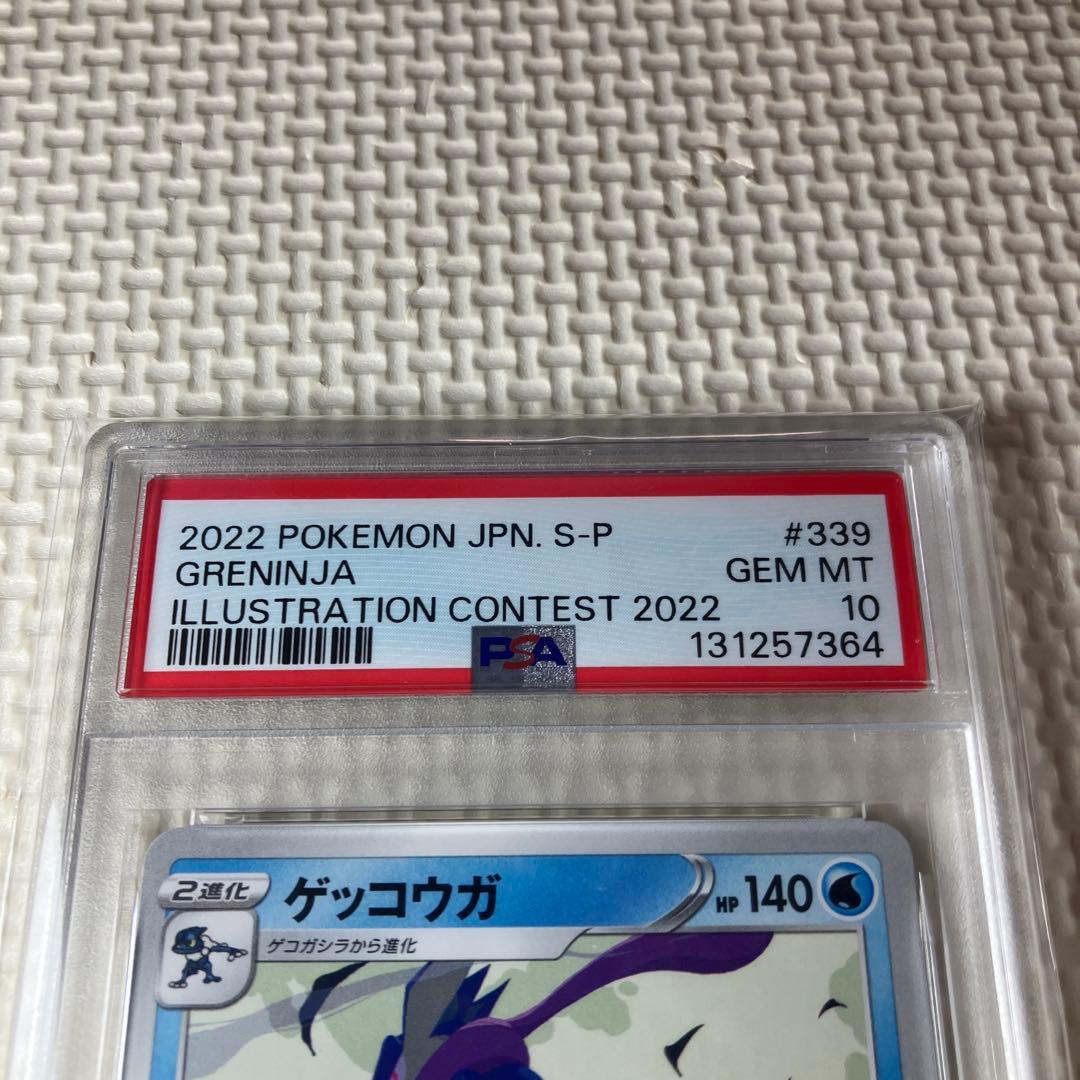 2022 POKEMON JPN. S-P #339
GRENINJA GEM MT
ILLUSTRATION CONTEST 2022 10
PSA 131257364
2進化 ゲッコウガ HP 140
ゲコガシラから進化